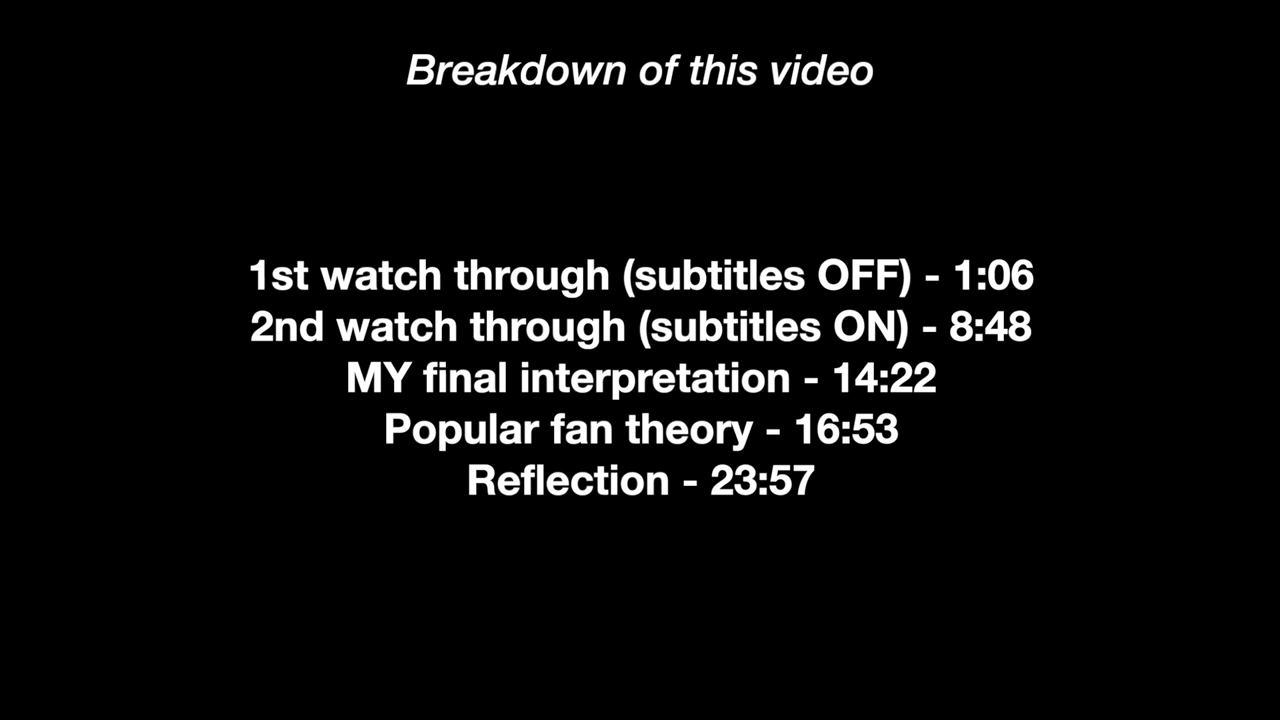 Breakdown of this video
1st watch through (subtitles OFF) - 1:06
2nd watch through (subtitles ON) - 8:48
MY final interpretation - 14:22
Popular fan theory - 16:53
Reflection - 23:57